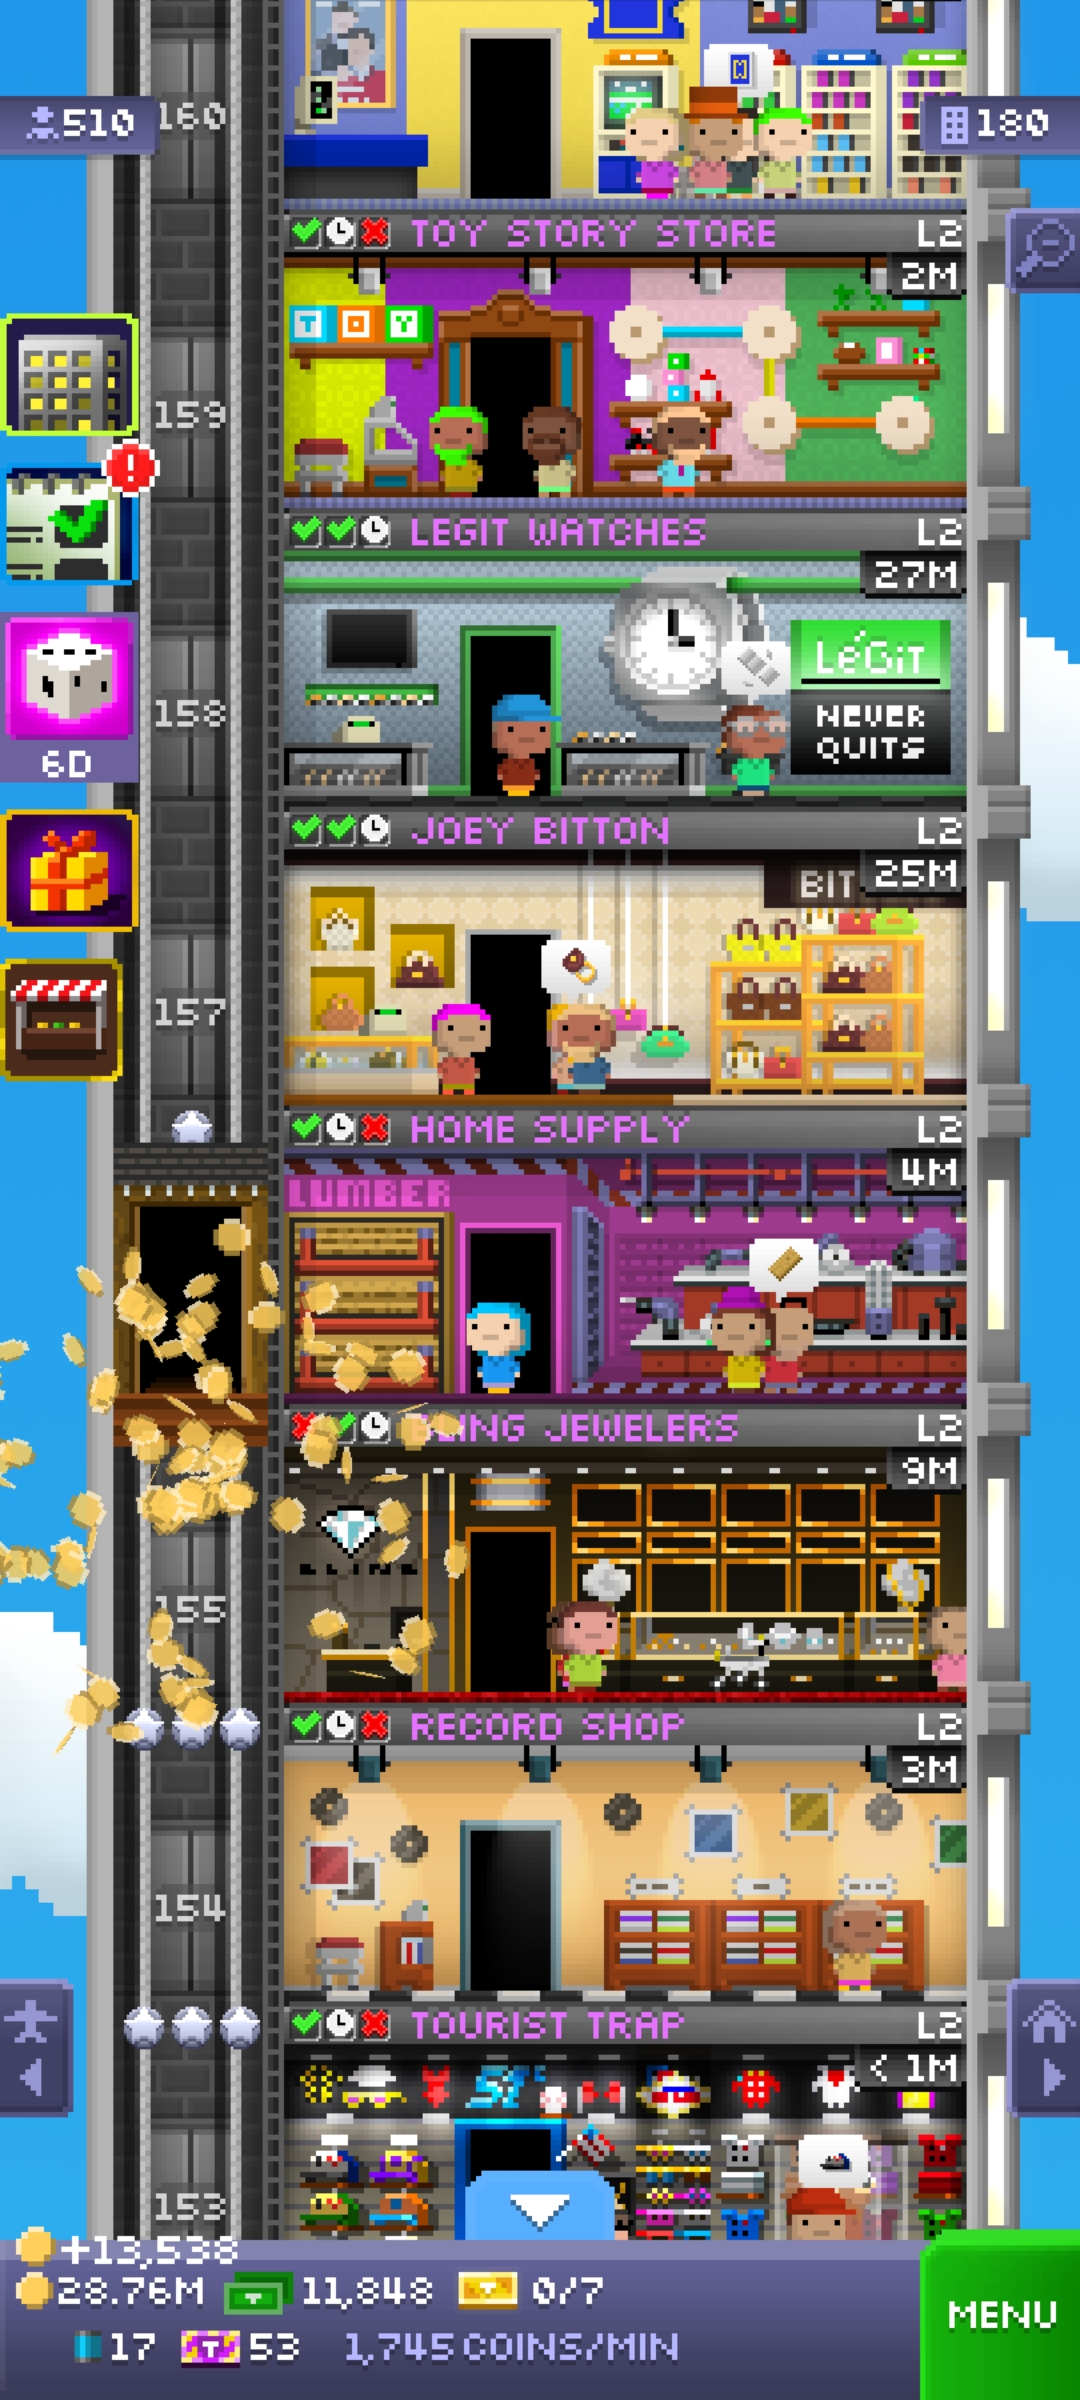 160
510
180
TOY STORY STORE L2
2M
TOY
159
LEGIT WATCHES L2
27M
LéGiT
NEVER
QUITS
158
6D
JOEY BITTON L2
25M
BIT
157
HOME SUPPLY L2
4M
LUMBER
BLING JEWELERS L2
9M
BLING
155
RECORD SHOP L2
3M
154
TOURIST TRAP L2
< 1M
153
+13,538
28.76M 11,848 0/7
17 T 53 1,745 COINS/MIN
MENU